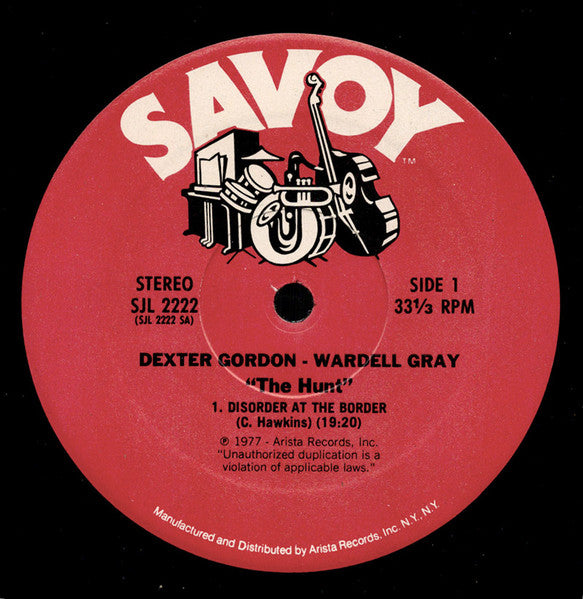 SAVOY
TM
STEREO
SJL 2222
(SJL 2222 SA)
SIDE 1
33⅓ RPM
DEXTER GORDON - WARDELL GRAY
"The Hunt"
1. DISORDER AT THE BORDER
(C. Hawkins) (19:20)
℗ 1977 - Arista Records, Inc.
"Unauthorized duplication is a
violation of applicable laws."
Manufactured and Distributed by Arista Records, Inc. N.Y., N.Y.